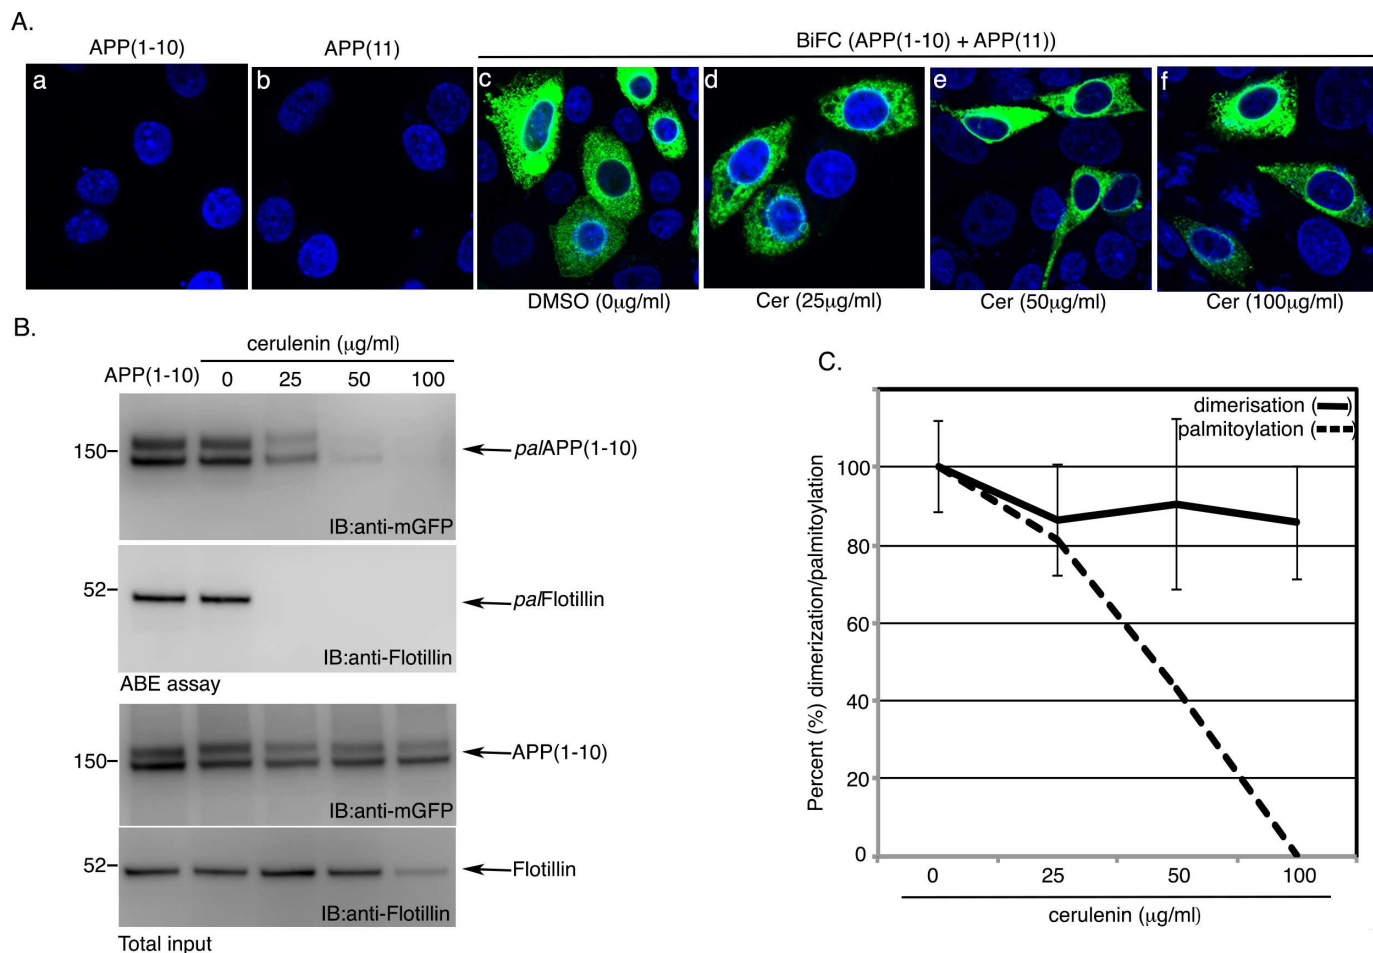 A.
APP(1-10)
APP(11)
BiFC (APP(1-10) + APP(11))
a
b
c
d
e
f
DMSO (0μg/ml)
Cer (25μg/ml)
Cer (50μg/ml)
Cer (100μg/ml)
B.
cerulenin (μg/ml)
APP(1-10) 0 25 50 100
150
palAPP(1-10)
IB:anti-mGFP
52
palFlotillin
IB:anti-Flotillin
ABE assay
150
APP(1-10)
IB:anti-mGFP
52
Flotillin
IB:anti-Flotillin
Total input
C.
dimerisation ( )
palmitoylation ( )
Percent (%) dimerization/palmitoylation
100
80
60
40
20
0
0 25 50 100
cerulenin (μg/ml)